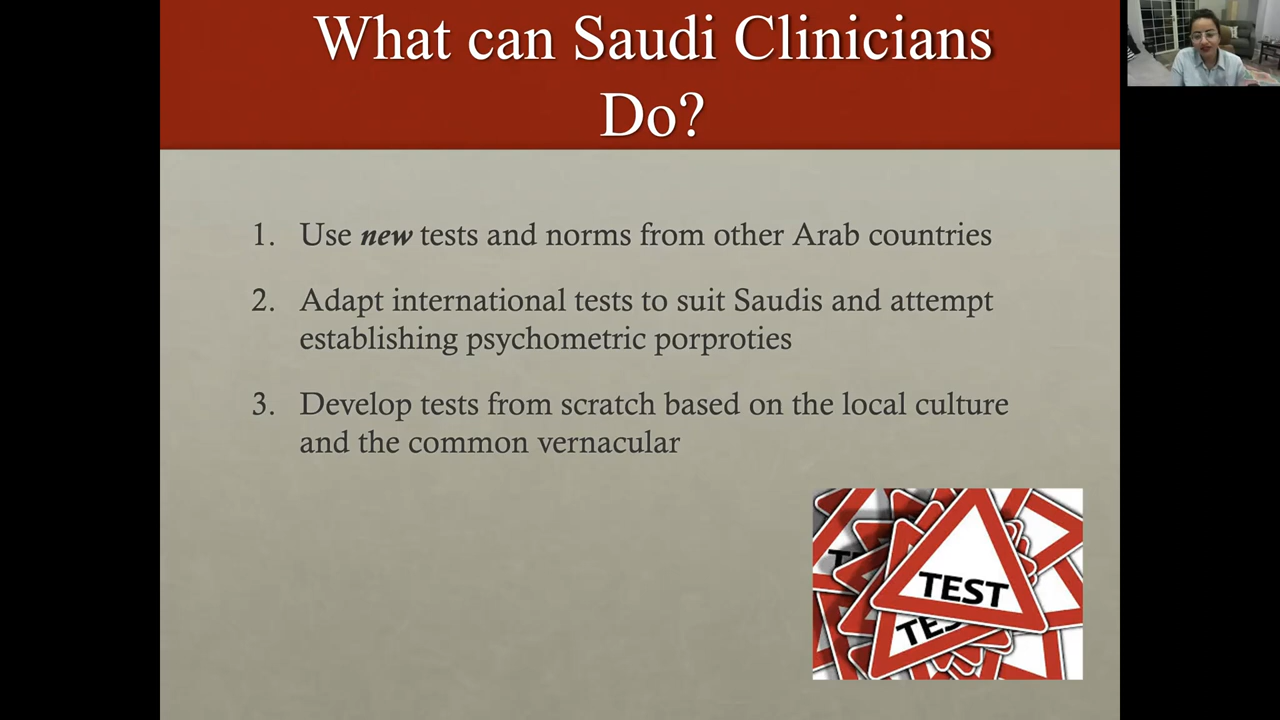 What can Saudi Clinicians
Do?
1. Use new tests and norms from other Arab countries
2. Adapt international tests to suit Saudis and attempt
establishing psychometric porproties
3. Develop tests from scratch based on the local culture
and the common vernacular
TE
TEST
TES